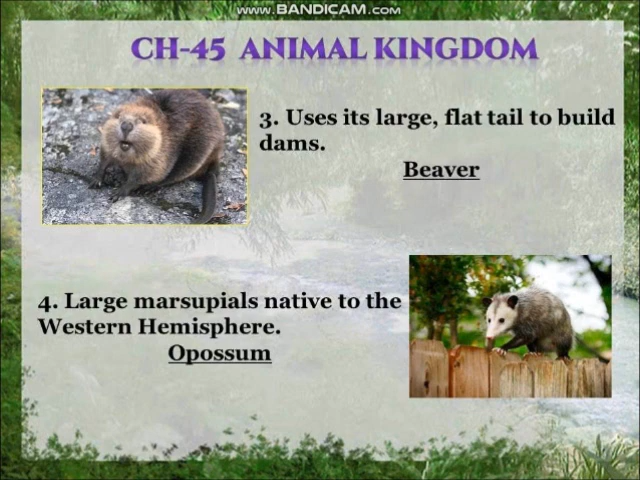 www.BANDICAM.com
CH-45 ANIMAL KINGDOM
3. Uses its large, flat tail to build
dams.
Beaver
4. Large marsupials native to the
Western Hemisphere.
Opossum